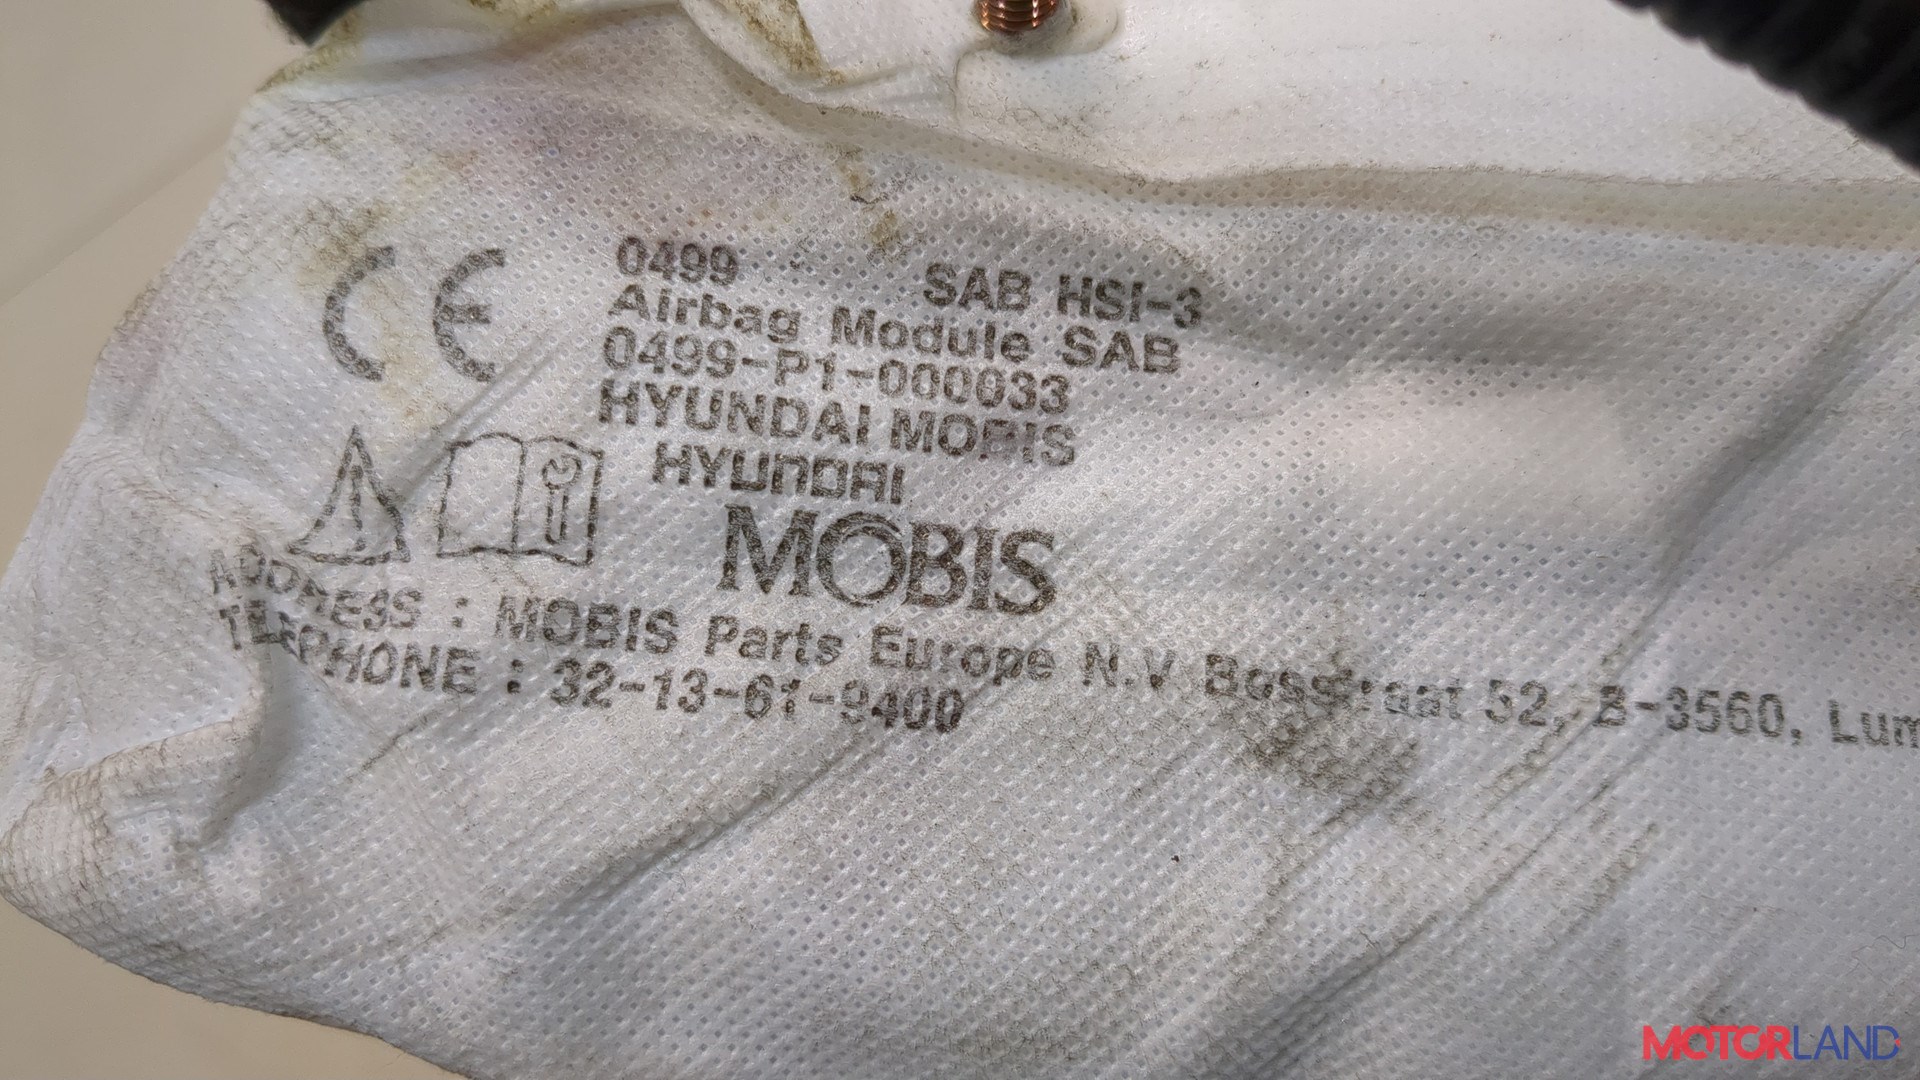 CE
0499 SAB HSI-3
Airbag Module SAB
0499-P1-000033
HYUNDAI MOBIS
HYUNDAI
MOBIS
ADDRESS : MOBIS Parts Europe N.V Bosstraat 52, B-3560, Lum
TELEPHONE : 32-13-61-9400
MOTORLAND